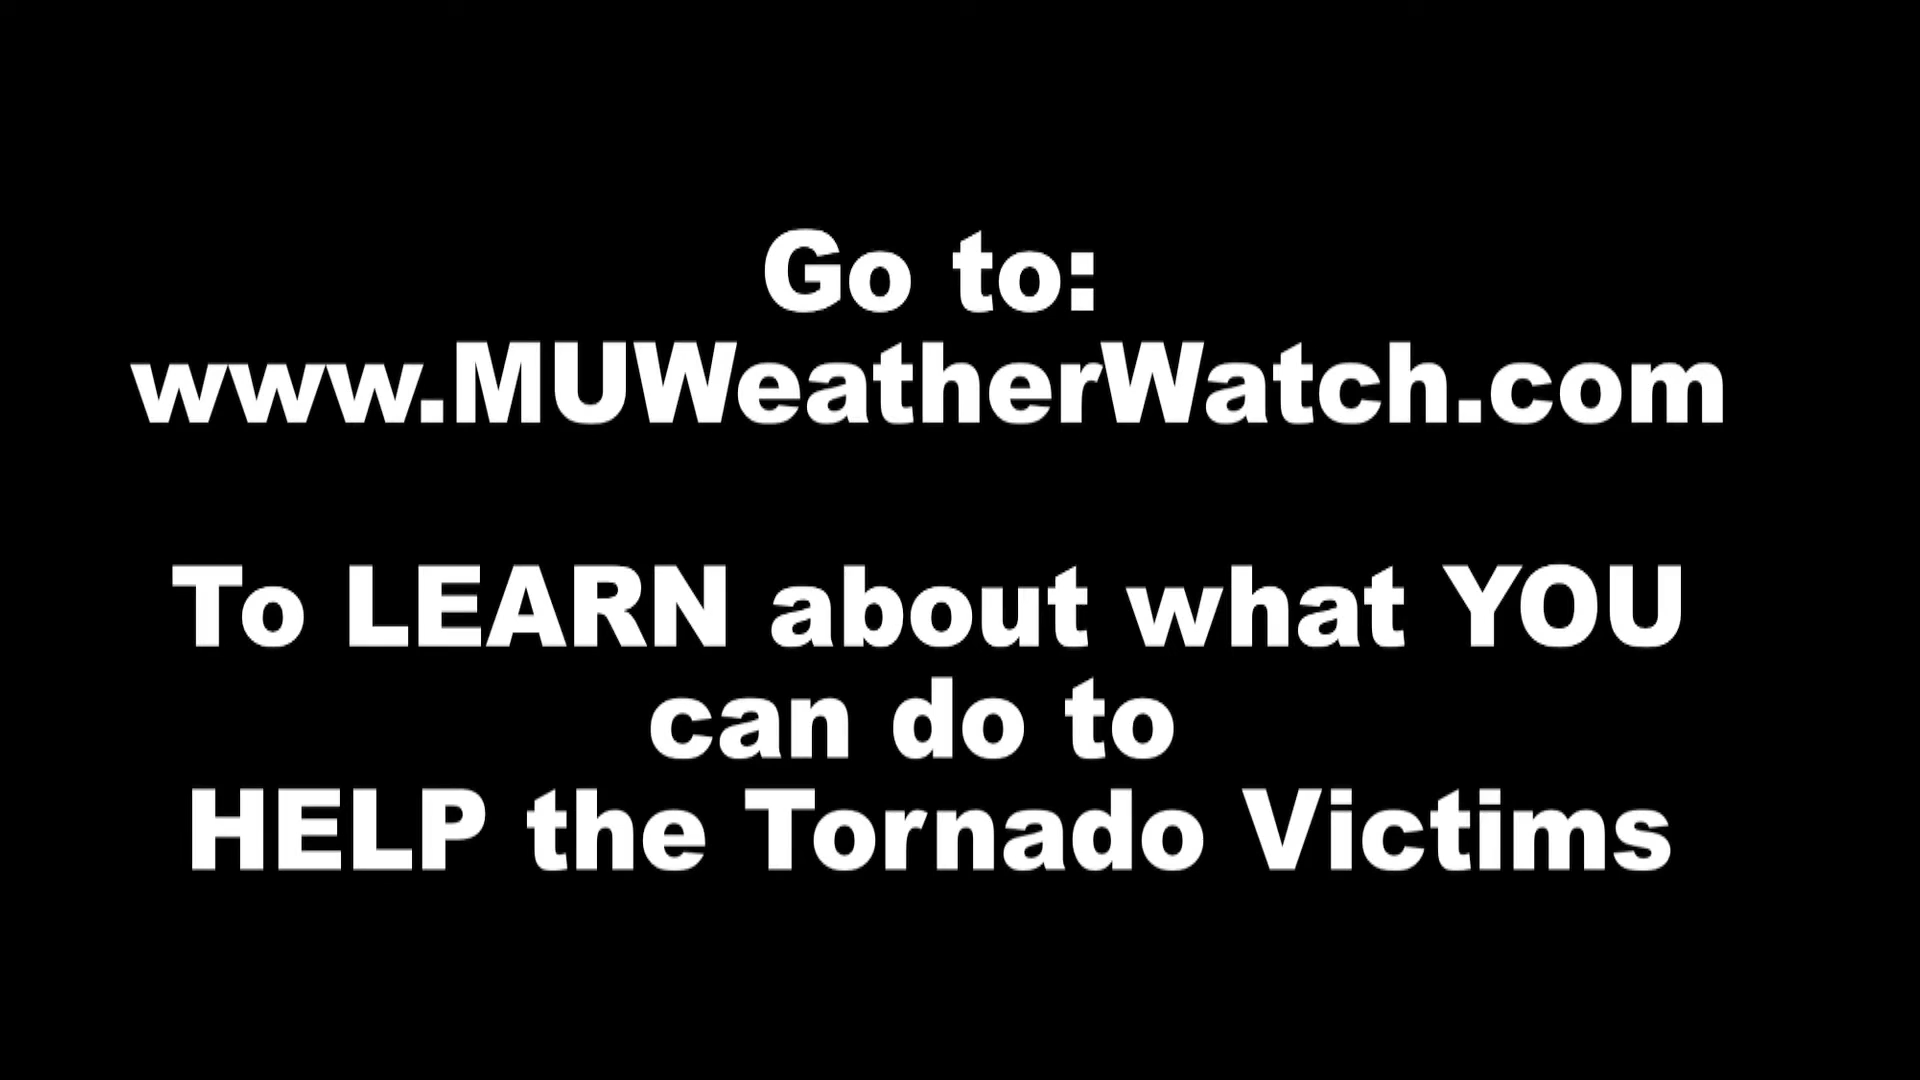 Go to:
www.MUWeatherWatch.com
To LEARN about what YOU
can do to
HELP the Tornado Victims